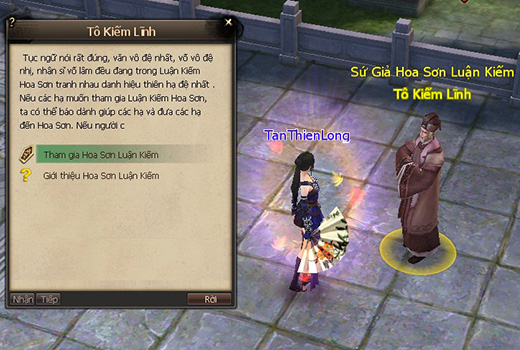 Tô Kiếm Lĩnh
Tục ngữ nói rất đúng, văn vô đệ nhất, võ vô đệ
nhị, nhân sĩ võ lâm đều đang trong Luận Kiếm
Hoa Sơn tranh nhau danh hiệu thiên hạ đệ nhất .
Nếu các hạ muốn tham gia Luận Kiếm Hoa Sơn,
ta có thể báo danh giúp các hạ và đưa các hạ
đến Hoa Sơn. Nếu người c
Tham gia Hoa Sơn Luận Kiếm
Giới thiệu Hoa Sơn Luận Kiếm
Nhận Tiếp Rời
Sứ Giả Hoa Sơn Luận Kiếm
Tô Kiếm Lĩnh
TanThienLong